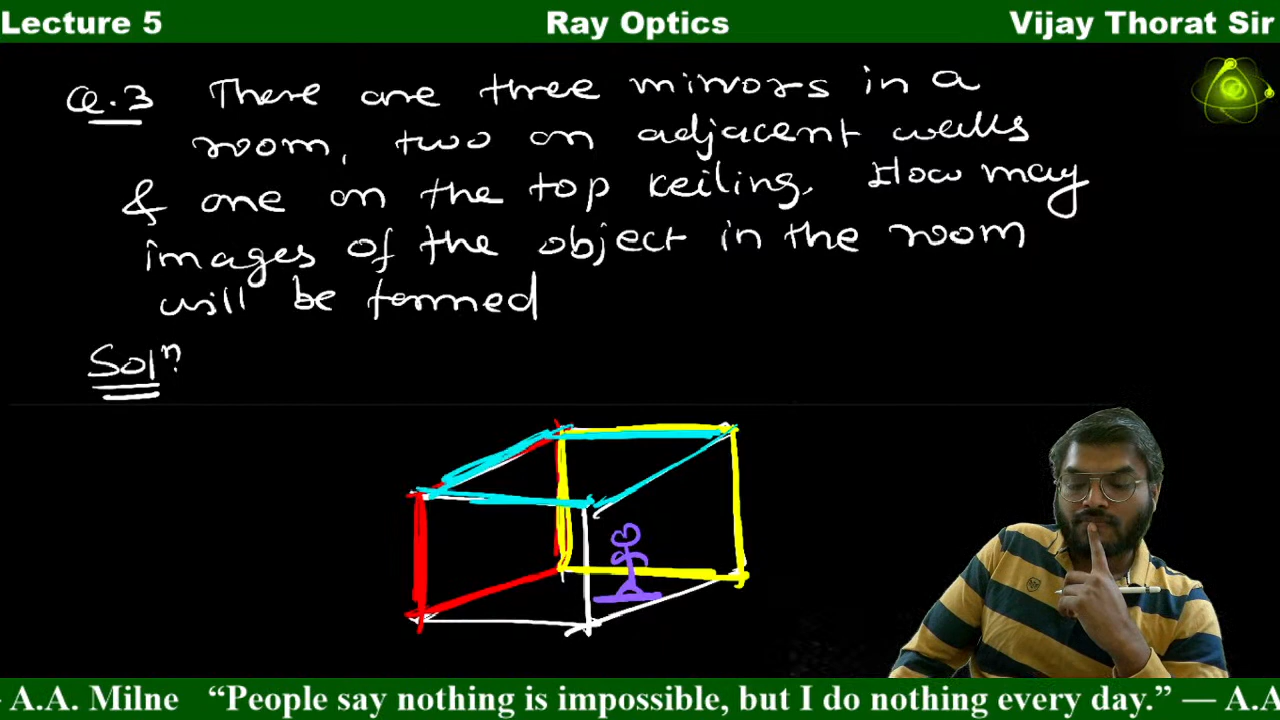 Lecture 5 Ray Optics Vijay Thorat Sir
Q.3 There are three mirrors in a
room, two on adjacent walls
& one on the top keiling. How may
images of the object in the room
will be formed
Solⁿ:
- A.A. Milne “People say nothing is impossible, but I do nothing every day.” — A.A